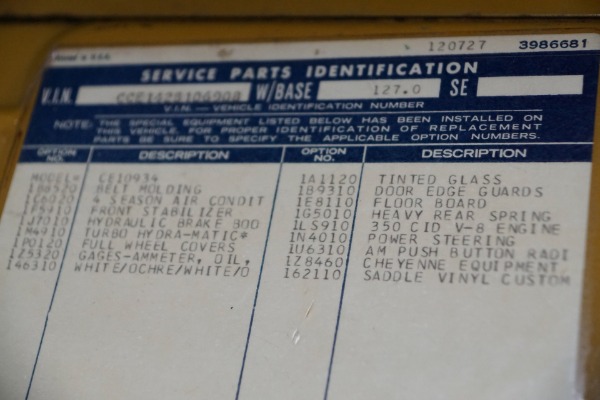 120727 3986681
SERVICE PARTS IDENTIFICATION
V.I.N. W/BASE 127.0 SE
V.I.N. — VEHICLE IDENTIFICATION NUMBER
NOTE: THE SPECIAL EQUIPMENT LISTED BELOW HAS BEEN INSTALLED ON
THIS VEHICLE. FOR PROPER IDENTIFICATION OF REPLACEMENT
PARTS BE SURE TO SPECIFY THE APPLICABLE OPTION NUMBERS.
OPTION NO. DESCRIPTION OPTION NO. DESCRIPTION
MODEL* CE10934
1B6520 BELT MOLDING
1C6020 4 SEASON AIR CONDIT
1F5910 FRONT STABILIZER
1J7010 HYDRAULIC BRAKE BOO
1M4910 TURBO HYDRA-MATIC*
1P0120 FULL WHEEL COVERS
1Z5320 GAGES-AMMETER, OIL,
146310 WHITE/OCHRE/WHITE/O
1A1120 TINTED GLASS
1B9310 DOOR EDGE GUARDS
1E8110 FLOOR BOARD
1G5010 HEAVY REAR SPRING
1LS910 350 CID V-8 ENGINE
1N4010 POWER STEERING
1U6310 AM PUSH BUTTON RADI
1Z8460 CHEYENNE EQUIPMENT
162110 SADDLE VINYL CUSTOM